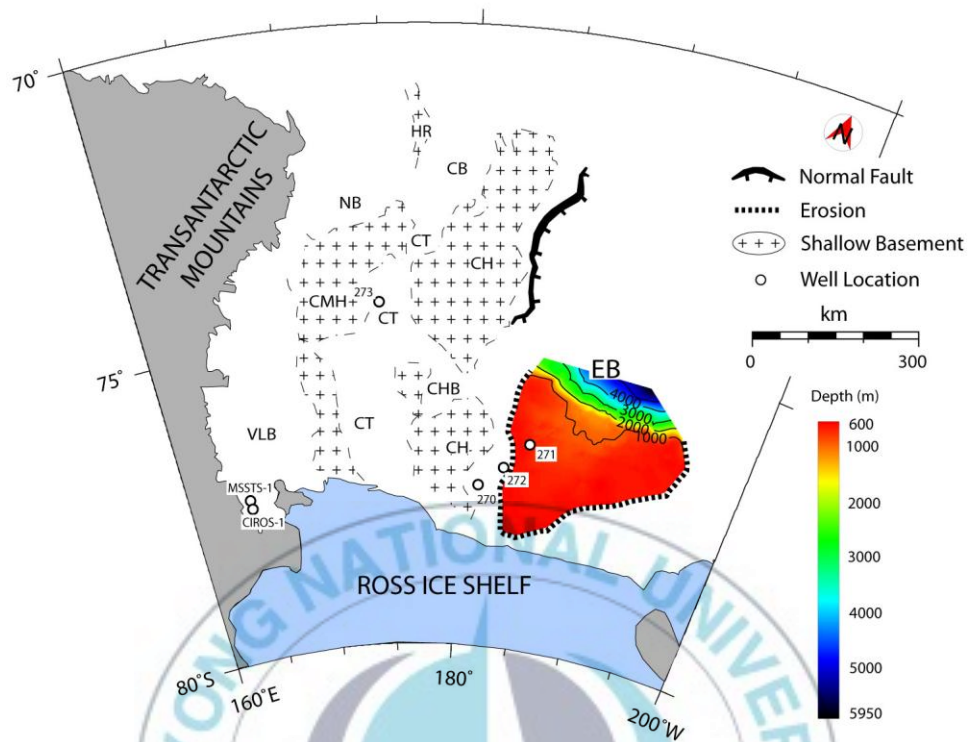 70°
TRANSANTARCTIC
MOUNTAINS
HR
CB
NB
CT
CH
CMH
273
CT
N
Normal Fault
Erosion
Shallow Basement
Well Location
km
0 300
75°
EB
4000
3000
2000
1000
CHB
VLB
CT
CH
271
272
270
MSSTS-1
CIROS-1
Depth (m)
600
1000
2000
3000
4000
5000
5950
ROSS ICE SHELF
80°S
160°E
180°
200°W
ONG NATIONAL UNIVER